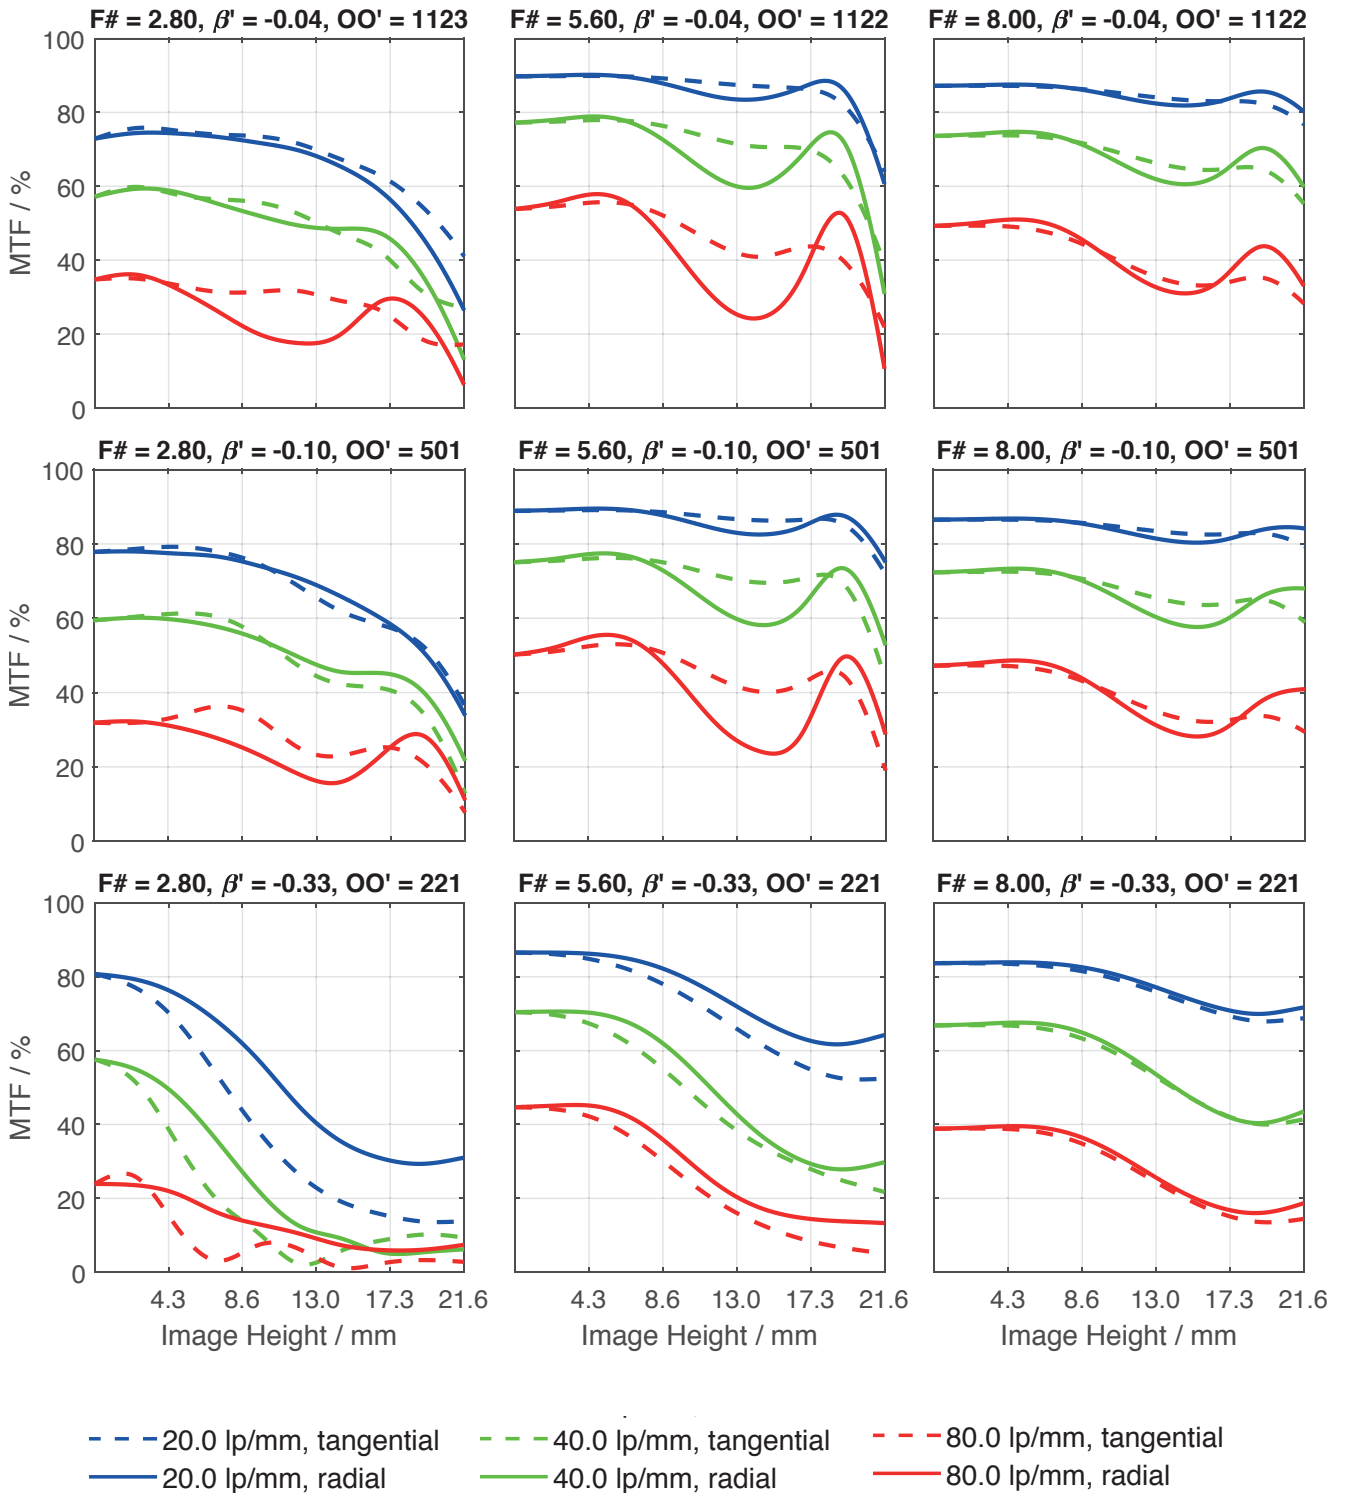 F# = 2.80, β' = -0.04, OO' = 1123
F# = 5.60, β' = -0.04, OO' = 1122
F# = 8.00, β' = -0.04, OO' = 1122
100
80
60
40
20
0
MTF / %
F# = 2.80, β' = -0.10, OO' = 501
F# = 5.60, β' = -0.10, OO' = 501
F# = 8.00, β' = -0.10, OO' = 501
100
80
60
40
20
0
MTF / %
F# = 2.80, β' = -0.33, OO' = 221
F# = 5.60, β' = -0.33, OO' = 221
F# = 8.00, β' = -0.33, OO' = 221
100
80
60
40
20
0
MTF / %
4.3 8.6 13.0 17.3 21.6
4.3 8.6 13.0 17.3 21.6
4.3 8.6 13.0 17.3 21.6
Image Height / mm
Image Height / mm
Image Height / mm
20.0 lp/mm, tangential
40.0 lp/mm, tangential
80.0 lp/mm, tangential
20.0 lp/mm, radial
40.0 lp/mm, radial
80.0 lp/mm, radial